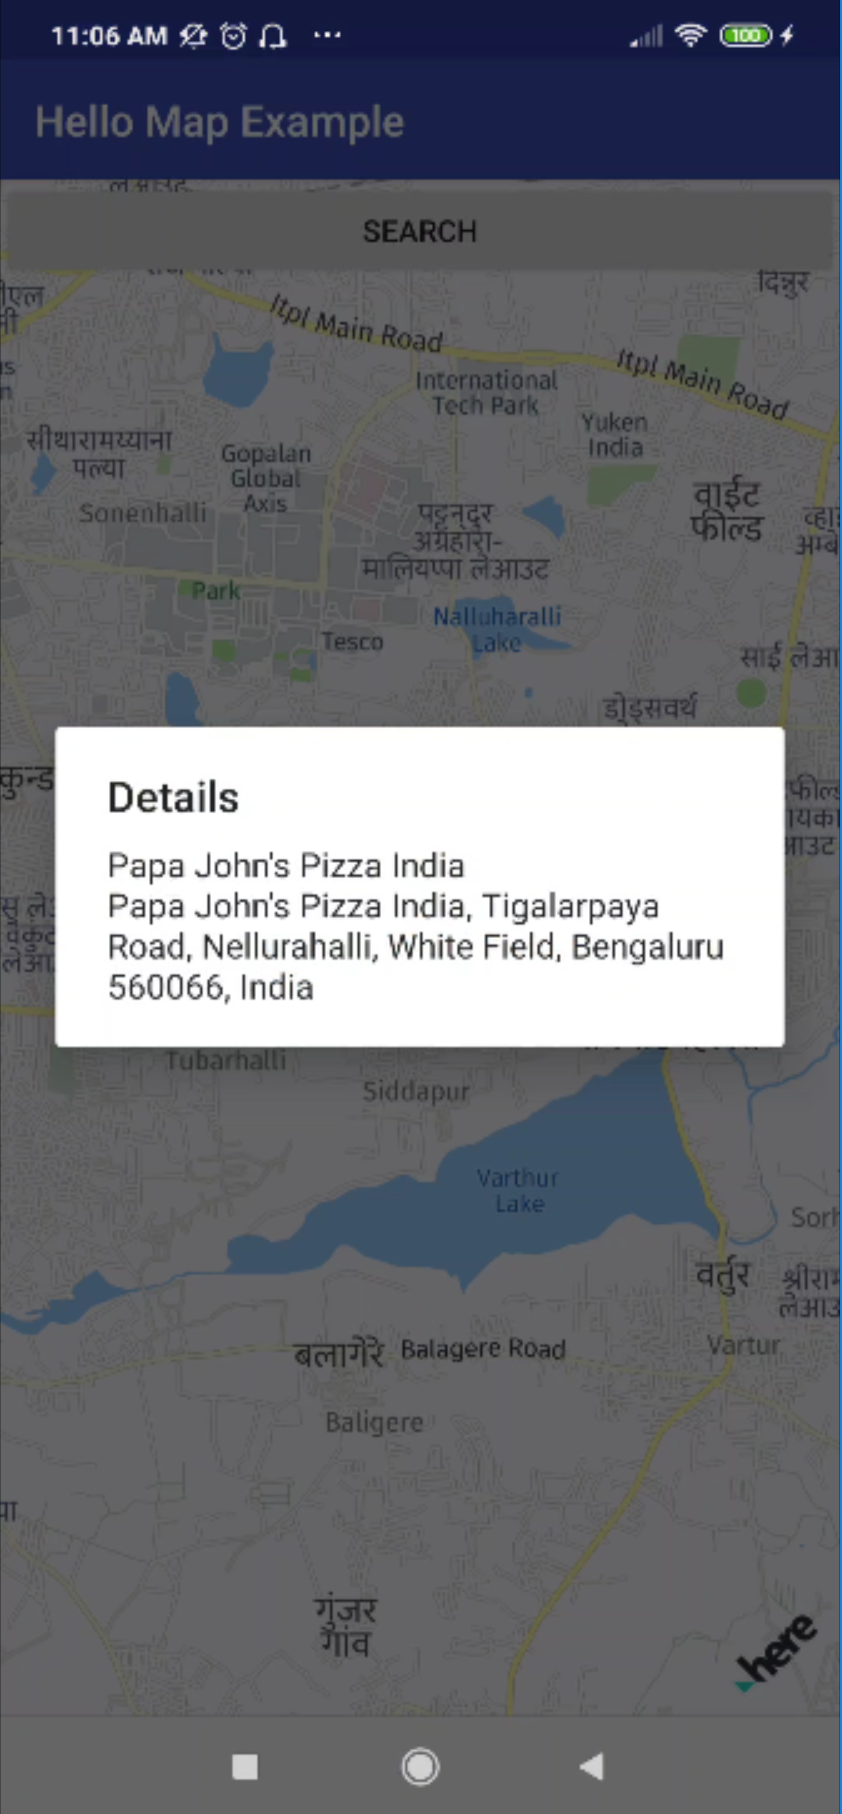 11:06 AM
100
Hello Map Example
SEARCH
दिन्नुर
Itpl Main Road
Itpl Main Road
International
Tech Park
Yuken
India
सीथारामय्याना
पल्या
Gopalan
Global
Axis
Sonenhalli
वाईट
फील्ड
पट्टनदुर
अग्रहारा-
मालियप्पा लेआउट
Park
Nalluharalli
Lake
Tesco
साई लेआ
डोड्सवर्थ
कुन्ड
Details
Papa John's Pizza India
Papa John's Pizza India, Tigalarpaya
Road, Nellurahalli, White Field, Bengaluru
560066, India
Tubarhalli
Siddapur
Varthur
Lake
वर्तुर
Vartur
बलागेरे Balagere Road
Baligere
गुंजर
गांव
here